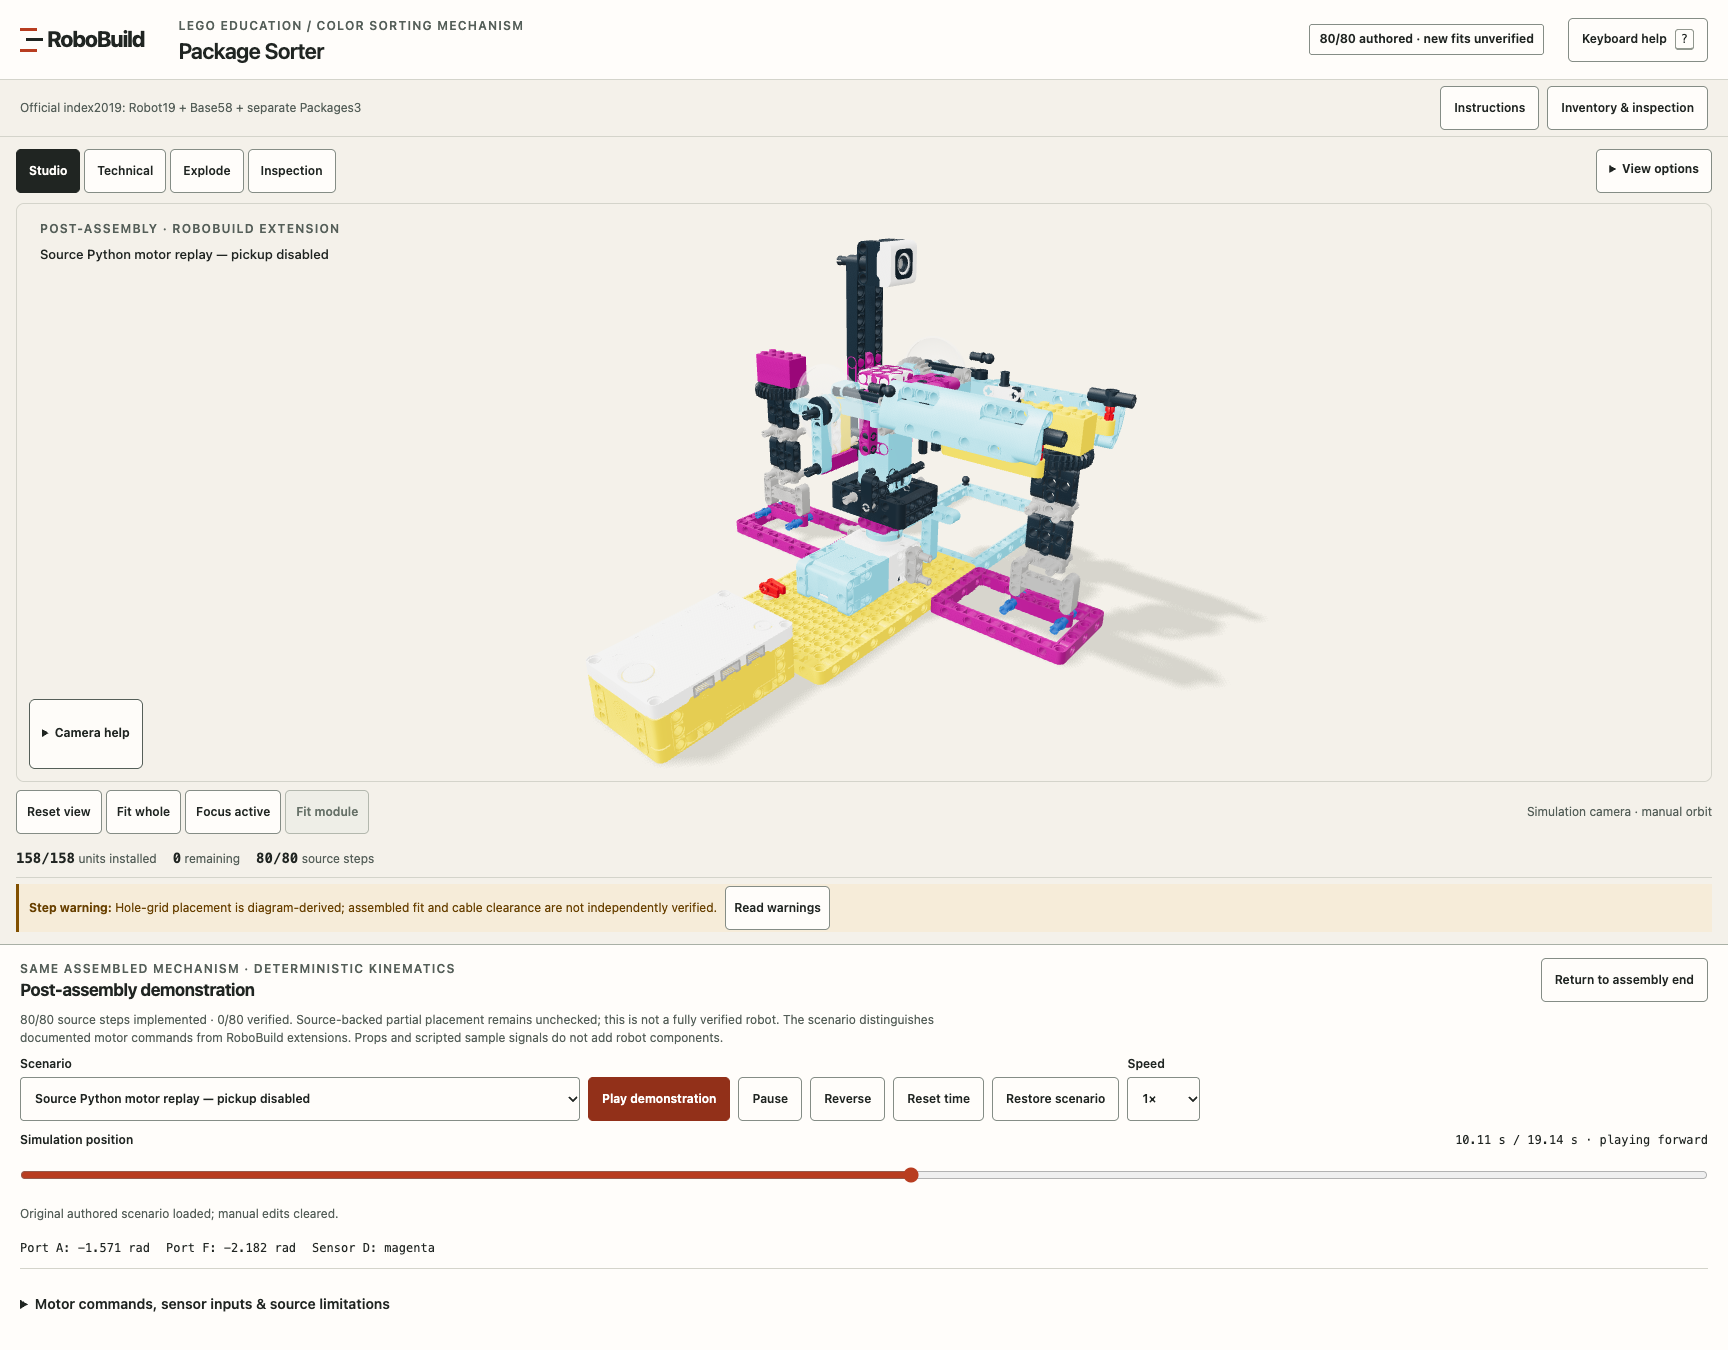 RoboBuild
LEGO EDUCATION / COLOR SORTING MECHANISM
Package Sorter
80/80 authored · new fits unverified
Keyboard help ?
Official index2019: Robot19 + Base58 + separate Packages3
Instructions
Inventory & inspection
Studio
Technical
Explode
Inspection
View options
POST-ASSEMBLY · ROBOBUILD EXTENSION
Source Python motor replay — pickup disabled
Camera help
Reset view
Fit whole
Focus active
Fit module
Simulation camera · manual orbit
158/158 units installed 0 remaining 80/80 source steps
Step warning: Hole-grid placement is diagram-derived; assembled fit and cable clearance are not independently verified.
Read warnings
SAME ASSEMBLED MECHANISM · DETERMINISTIC KINEMATICS
Post-assembly demonstration
Return to assembly end
80/80 source steps implemented · 0/80 verified. Source-backed partial placement remains unchecked; this is not a fully verified robot. The scenario distinguishes
documented motor commands from RoboBuild extensions. Props and scripted sample signals do not add robot components.
Scenario
Speed
Source Python motor replay — pickup disabled
Play demonstration
Pause
Reverse
Reset time
Restore scenario
1×
Simulation position
10.11 s / 19.14 s · playing forward
Original authored scenario loaded; manual edits cleared.
Port A: −1.571 rad Port F: −2.182 rad Sensor D: magenta
Motor commands, sensor inputs & source limitations